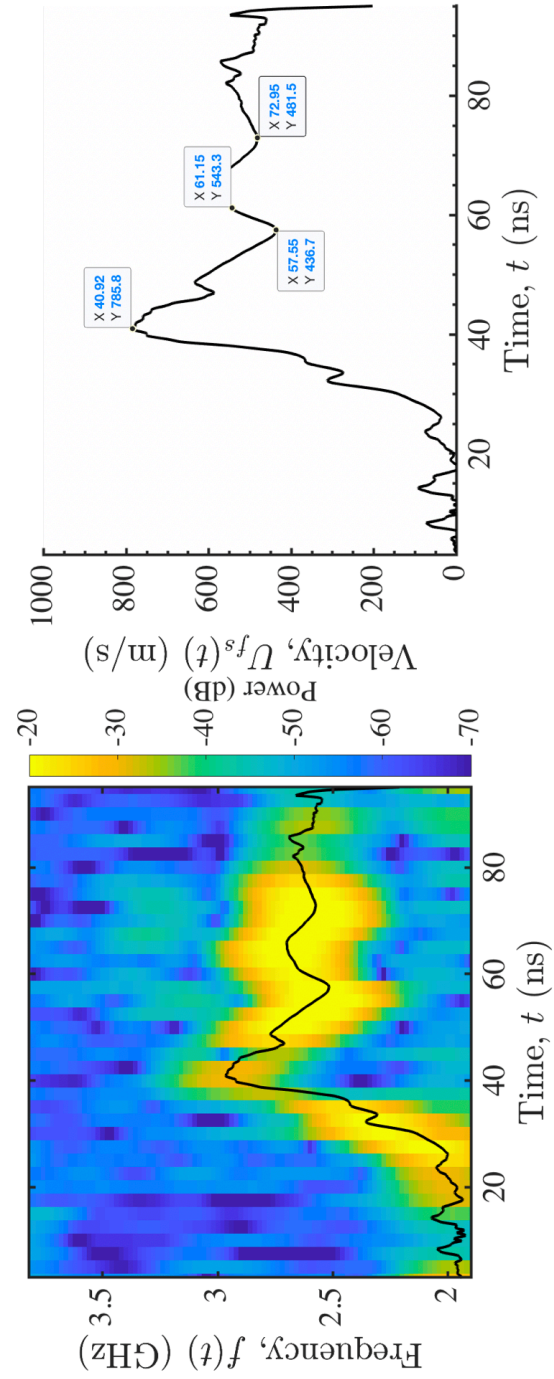 3.5
3
2.5
2
Frequency, f(t) (GHz)
20
40
60
80
Time, t (ns)
-20
-30
-40
-50
-60
-70
Power (dB)
1000
800
600
400
200
0
Velocity, U_fs(t) (m/s)
20
40
60
80
Time, t (ns)
X 40.92
Y 785.8
X 57.55
Y 436.7
X 61.15
Y 543.3
X 72.95
Y 481.5